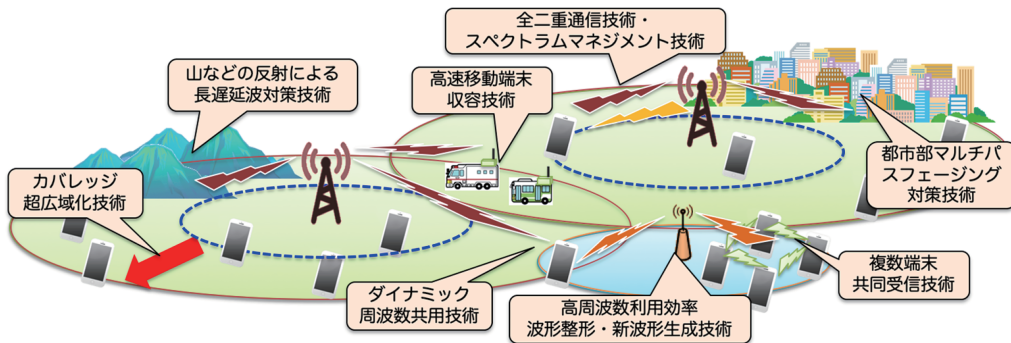 全二重通信技術・
スペクトラムマネジメント技術
山などの反射による
長遅延波対策技術
高速移動端末
収容技術
カバレッジ
超広域化技術
都市部マルチパ
スフェージング
対策技術
ダイナミック
周波数共用技術
高周波数利用効率
波形整形・新波形生成技術
複数端末
共同受信技術